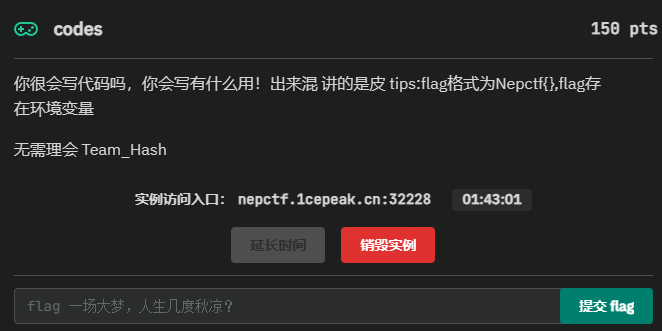 codes
150 pts
你很会写代码吗，你会写有什么用！出来混 讲的是皮 tips:flag格式为Nepctf{},flag存
在环境变量
无需理会 Team_Hash
实例访问入口： nepctf.1cepeak.cn:32228 01:43:01
延长时间 销毁实例
flag 一场大梦，人生几度秋凉？ 提交 flag